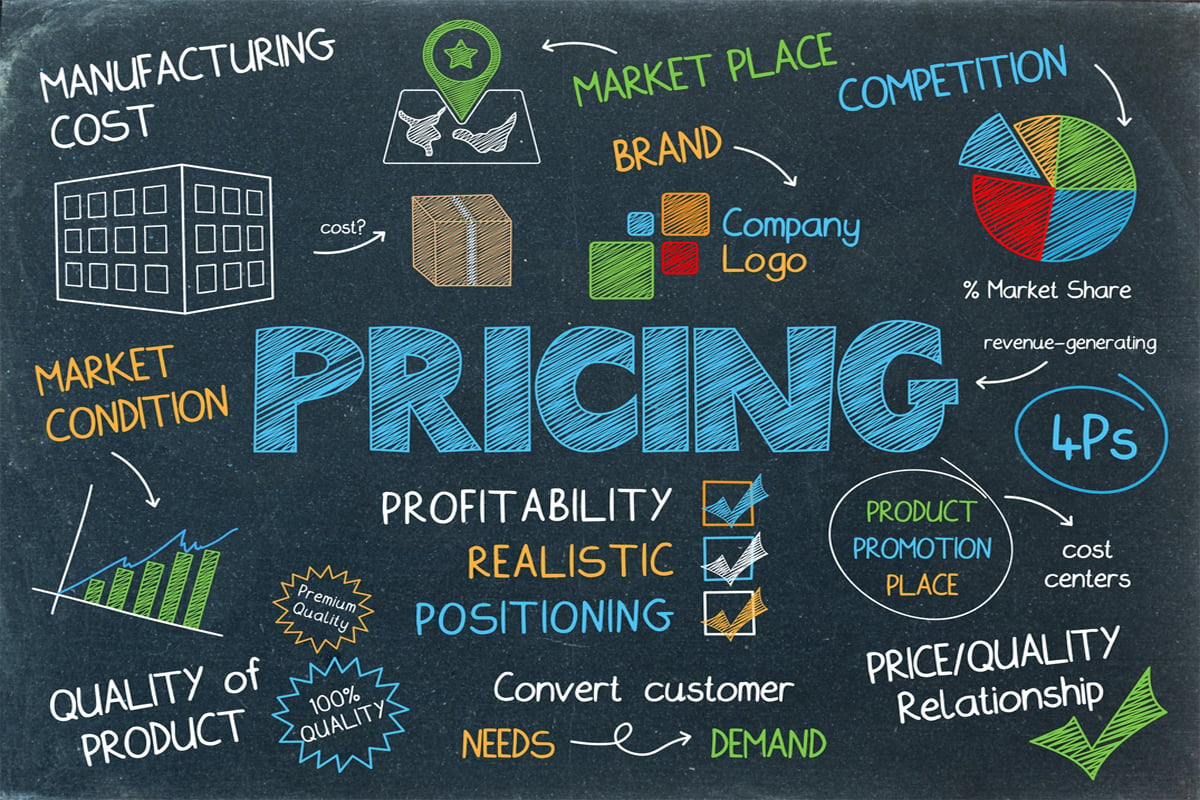 MANUFACTURING
COST
MARKET PLACE
COMPETITION
BRAND
cost?
Company
Logo
% Market Share
PRICING
revenue-generating
MARKET
CONDITION
4Ps
PROFITABILITY
REALISTIC
POSITIONING
PRODUCT
PROMOTION
PLACE
cost
centers
Premium
Quality
QUALITY of
PRODUCT
100%
QUALITY
Convert customer
NEEDS DEMAND
PRICE/QUALITY
Relationship